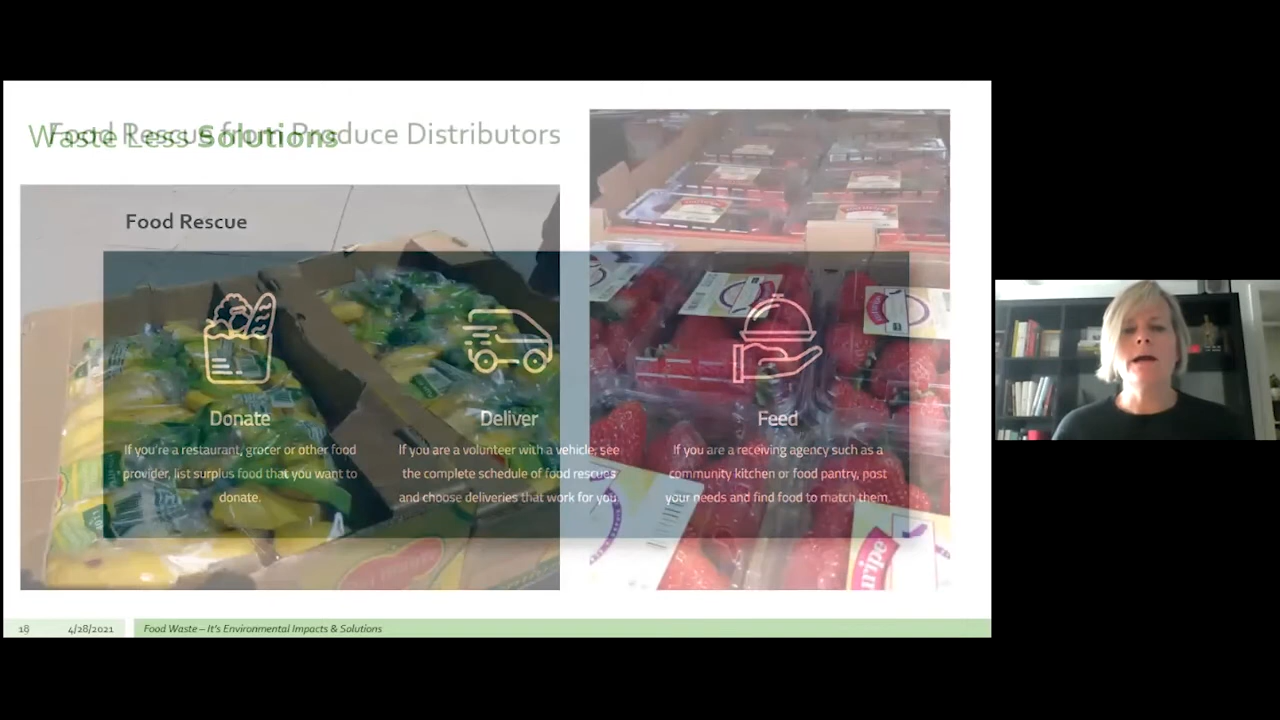 Waste Less Solutions
Food Rescue from Produce Distributors
Food Rescue
Donate
If you're a restaurant, grocer or other food
provider, list surplus food that you want to
donate.
Deliver
If you are a volunteer with a vehicle, see
the complete schedule of food rescues
and choose deliveries that work for you.
Feed
If you are a receiving agency such as a
community kitchen or food pantry, post
your needs and find food to match them.
18
4/28/2021
Food Waste – It's Environmental Impacts & Solutions